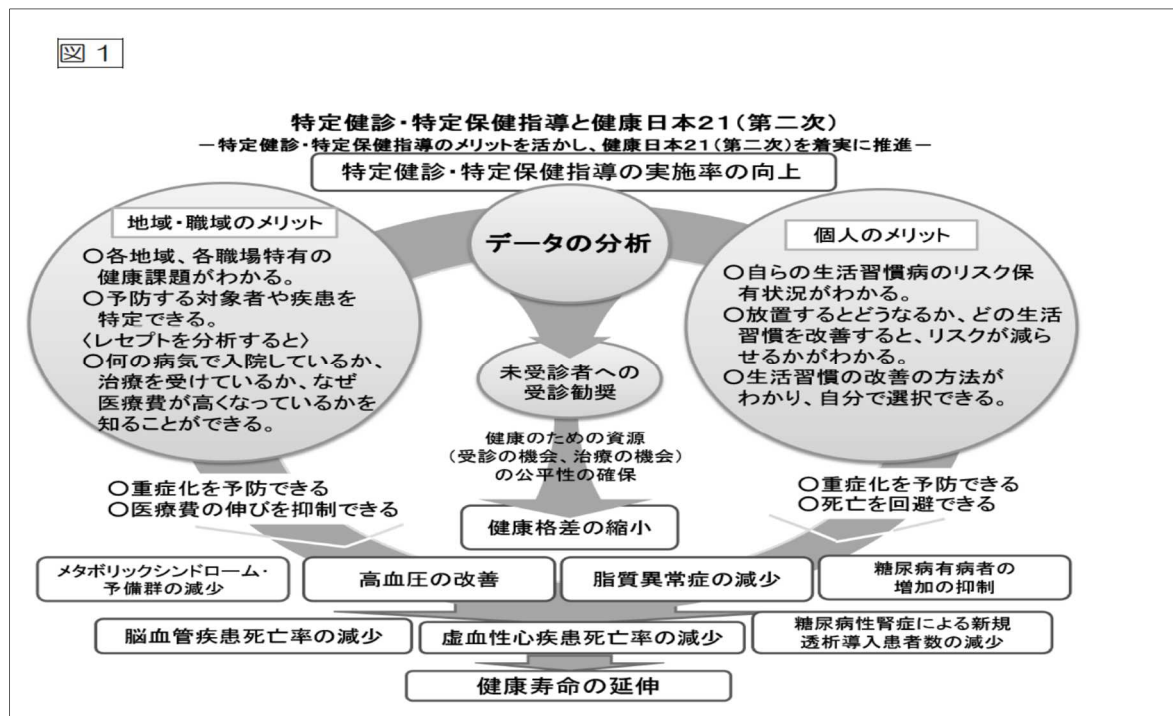 図 1
特定健診・特定保健指導と健康日本21(第二次)
－特定健診・特定保健指導のメリットを活かし、健康日本21(第二次)を着実に推進－
特定健診・特定保健指導の実施率の向上
地域・職域のメリット
○各地域、各職場特有の
健康課題がわかる。
○予防する対象者や疾患を
特定できる。
〈レセプトを分析すると〉
○何の病気で入院しているか、
治療を受けているか、なぜ
医療費が高くなっているかを
知ることができる。
データの分析
未受診者への
受診勧奨
健康のための資源
(受診の機会、治療の機会)
の公平性の確保
個人のメリット
○自らの生活習慣病のリスク保
有状況がわかる。
○放置するとどうなるか、どの生活
習慣を改善すると、リスクが減ら
せるかがわかる。
○生活習慣の改善の方法が
わかり、自分で選択できる。
○重症化を予防できる
○医療費の伸びを抑制できる
健康格差の縮小
○重症化を予防できる
○死亡を回避できる
メタボリックシンドローム・
予備群の減少
高血圧の改善
脂質異常症の減少
糖尿病有病者の
増加の抑制
脳血管疾患死亡率の減少
虚血性心疾患死亡率の減少
糖尿病性腎症による新規
透析導入患者数の減少
健康寿命の延伸